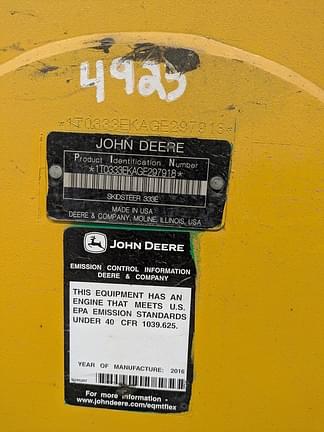 4925
*1T0333EKAGE297918*
JOHN DEERE
Product Identification Number
*1T0333EKAGE297918*
SKIDSTEER 333E
MADE IN USA
DEERE & COMPANY, MOLINE, ILLINOIS, USA
JOHN DEERE
EMISSION CONTROL INFORMATION
DEERE & COMPANY
THIS EQUIPMENT HAS AN
ENGINE THAT MEETS U.S.
EPA EMISSION STANDARDS
UNDER 40 CFR 1039.625.
YEAR OF MANUFACTURE: 2016
For more information -
www.johndeere.com/eqmtflex